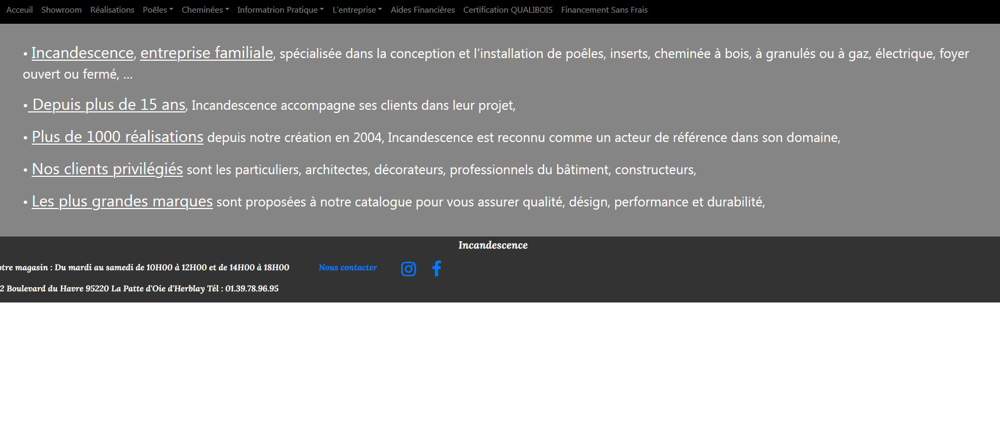 Acceuil Showroom Réalisations Poëles Cheminées Informatrion Pratique L'entreprise Aides Financières Certification QUALIBOIS Financement Sans Frais
• Incandescence, entreprise familiale, spécialisée dans la conception et l’installation de poêles, inserts, cheminée à bois, à granulés ou à gaz, électrique, foyer
ouvert ou fermé, ...
• Depuis plus de 15 ans, Incandescence accompagne ses clients dans leur projet,
• Plus de 1000 réalisations depuis notre création en 2004, Incandescence est reconnu comme un acteur de référence dans son domaine,
• Nos clients privilégiés sont les particuliers, architectes, décorateurs, professionnels du bâtiment, constructeurs,
• Les plus grandes marques sont proposées à notre catalogue pour vous assurer qualité, désign, performance et durabilité,
Incandescence
magasin : Du mardi au samedi de 10H00 à 12H00 et de 14H00 à 18H00 Nous contacter
2 Boulevard du Havre 95220 La Patte d'Oie d'Herblay Tél : 01.39.78.96.95